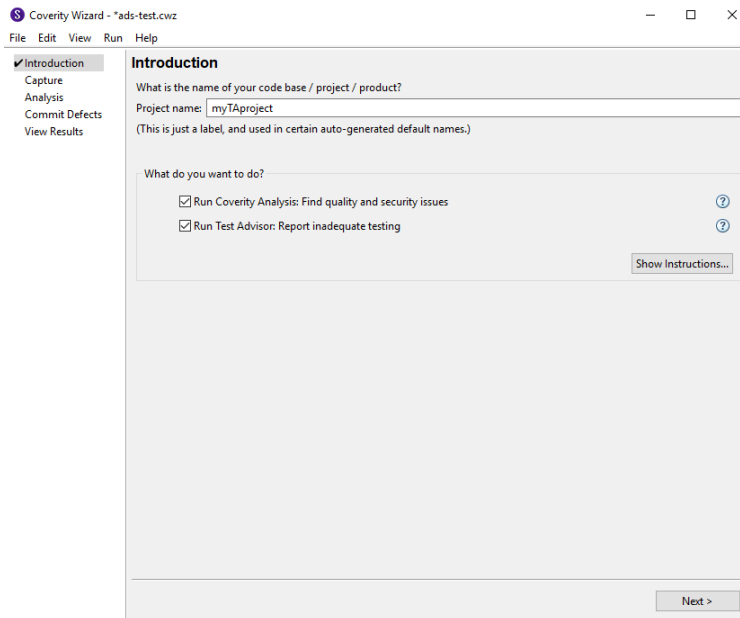 Coverity Wizard - *ads-test.cwz
File Edit View Run Help
✔Introduction
Capture
Analysis
Commit Defects
View Results
Introduction
What is the name of your code base / project / product?
Project name: myTAproject
(This is just a label, and used in certain auto-generated default names.)
What do you want to do?
Run Coverity Analysis: Find quality and security issues
Run Test Advisor: Report inadequate testing
Show Instructions...
Next >